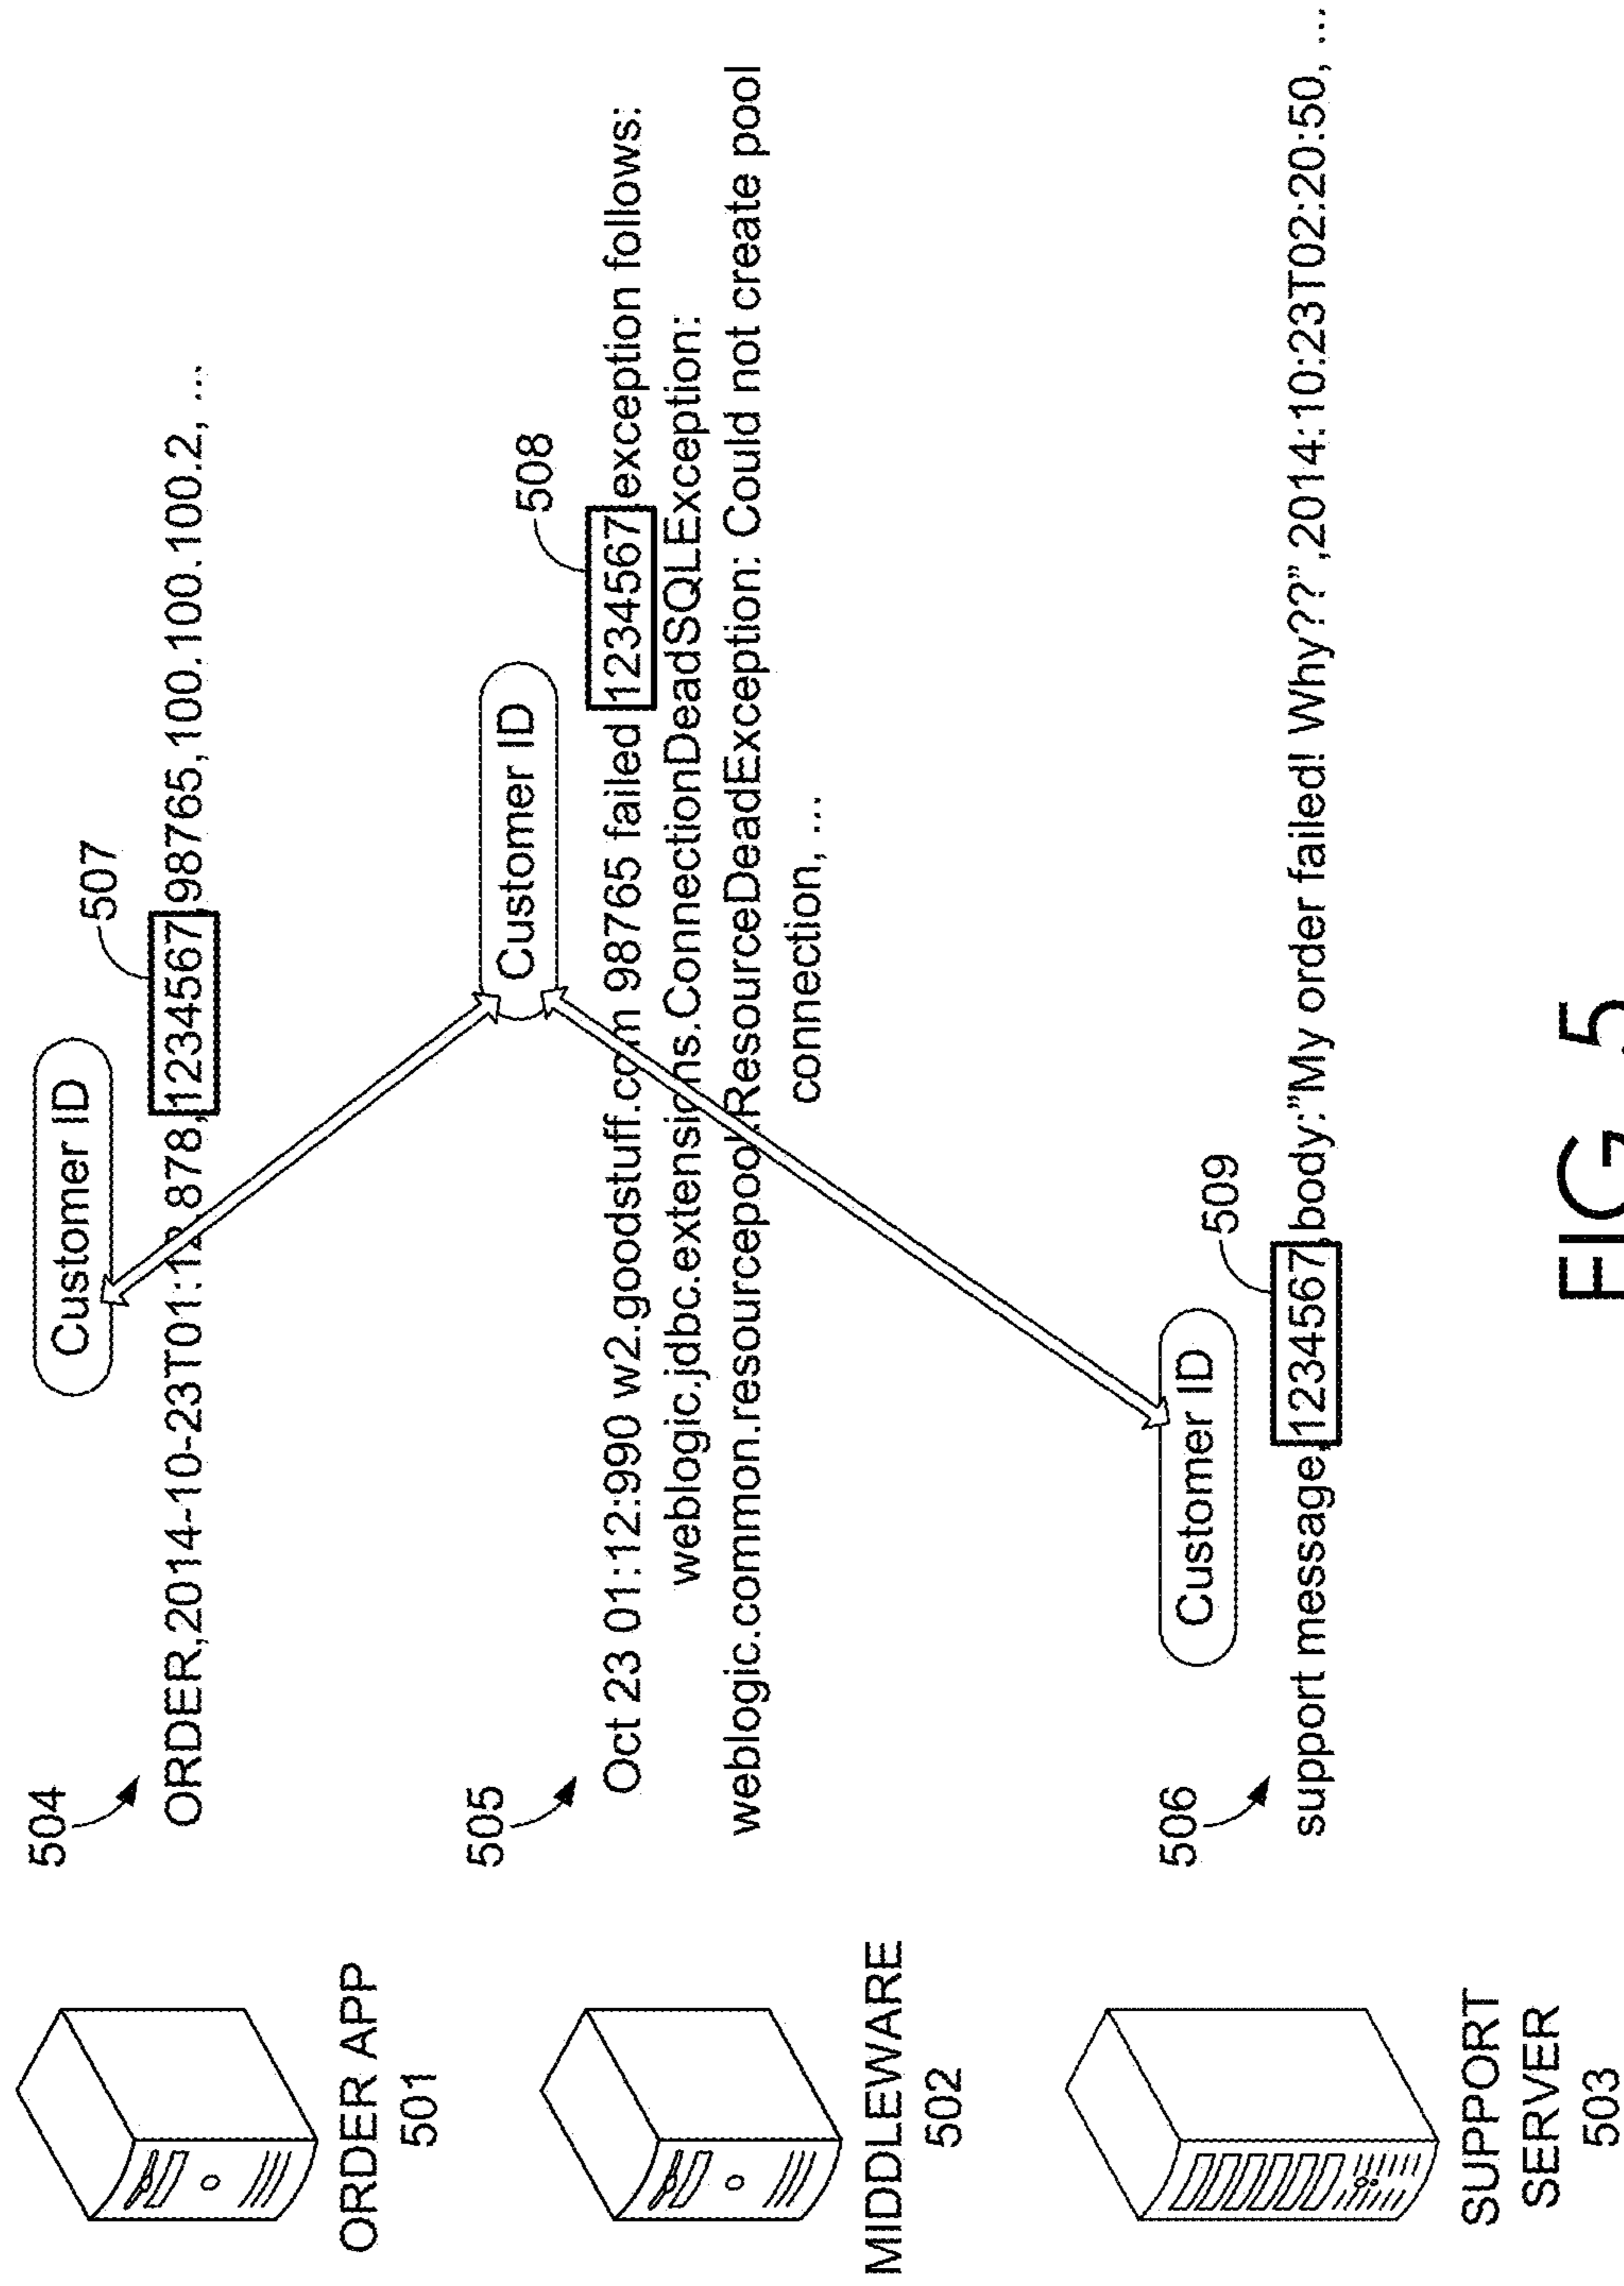 504
Customer ID
507
ORDER,2014-10-23T01:12.878,1234567,98765,100.100.100.2, ...
ORDER APP
501
505
Customer ID
508
Oct 23 01:12:990 w2.goodstuff.com 98765 failed 1234567 exception follows:
weblogic.jdbc.extensions.ConnectionDeadSQLException:
weblogic.common.resourcepool.ResourceDeadException: Could not create pool
connection, ...
MIDDLEWARE
502
506
Customer ID
509
support message,1234567,body:"My order failed! Why??",2014:10:23T02:20:50, ...
SUPPORT
SERVER
503
FIG. 5